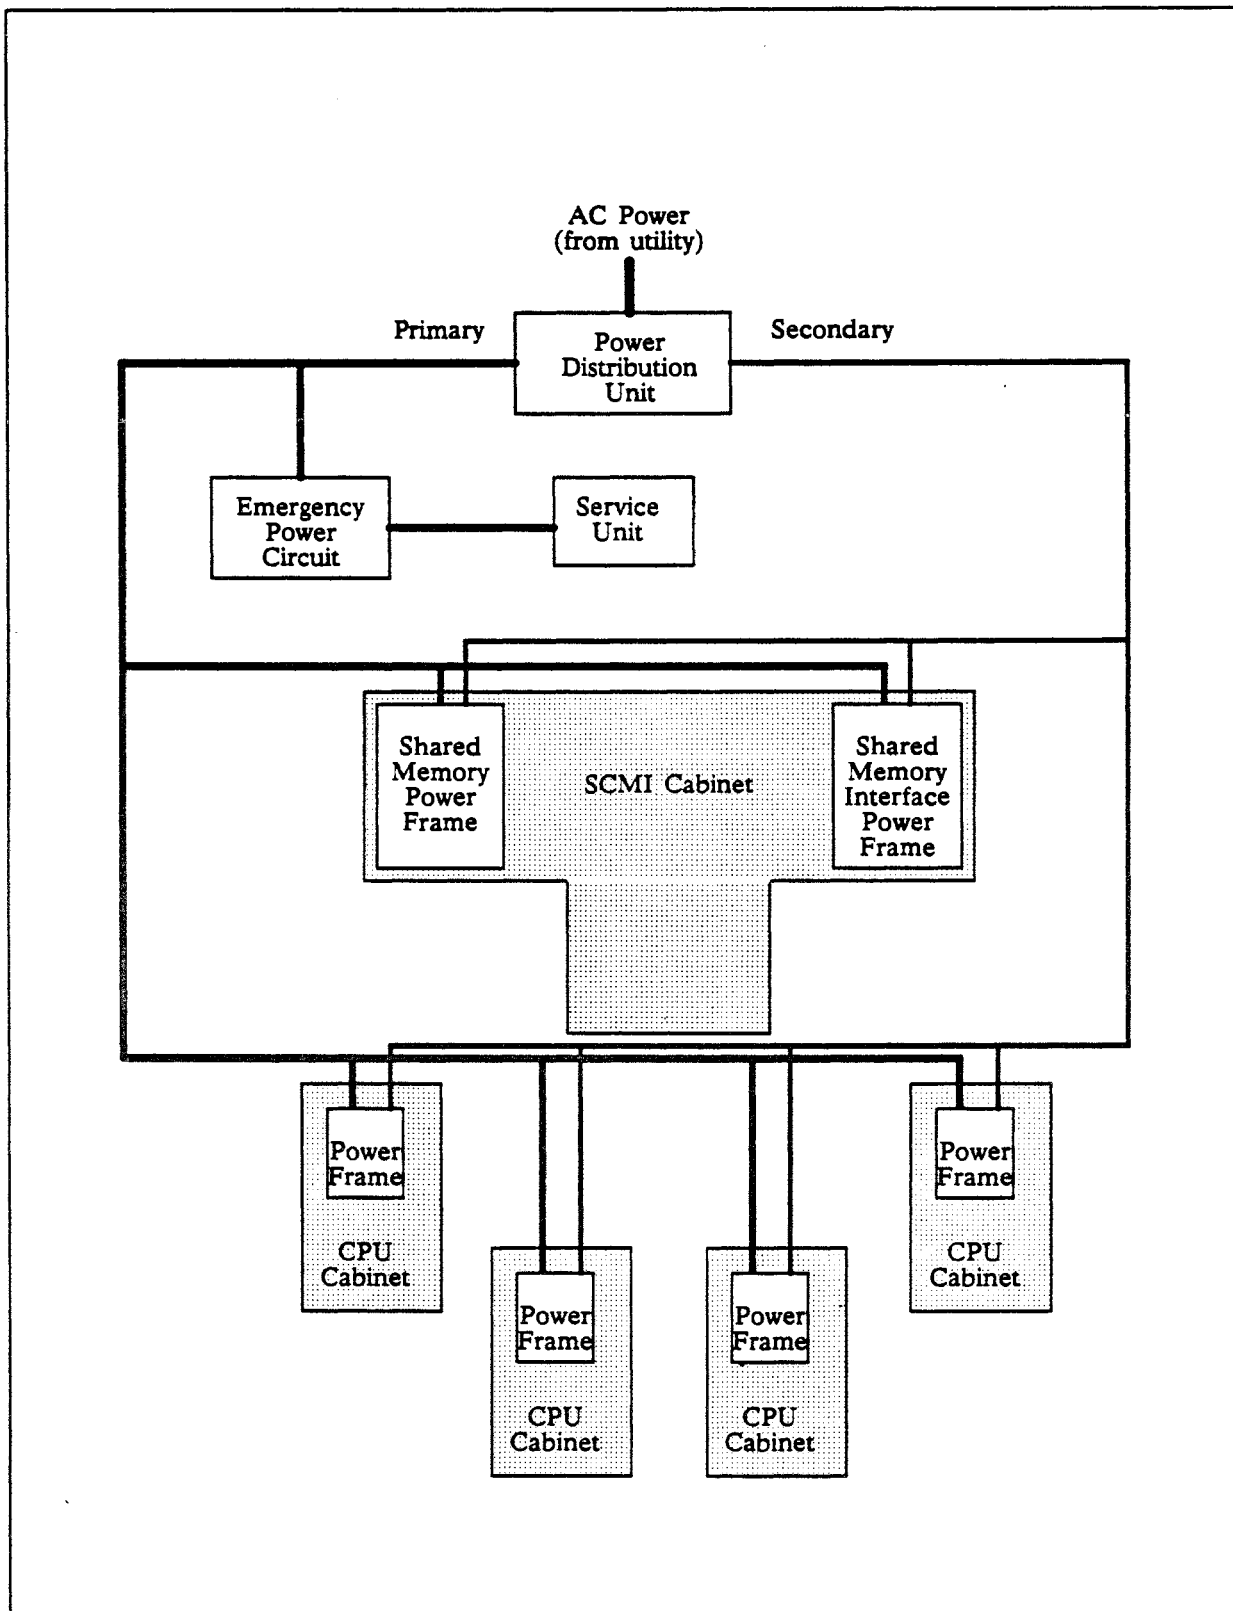 AC Power
(from utility)
Primary
Secondary
Power
Distribution
Unit
Emergency
Power
Circuit
Service
Unit
Shared
Memory
Power
Frame
SCMI Cabinet
Shared
Memory
Interface
Power
Frame
Power
Frame
CPU
Cabinet
Power
Frame
CPU
Cabinet
Power
Frame
CPU
Cabinet
Power
Frame
CPU
Cabinet